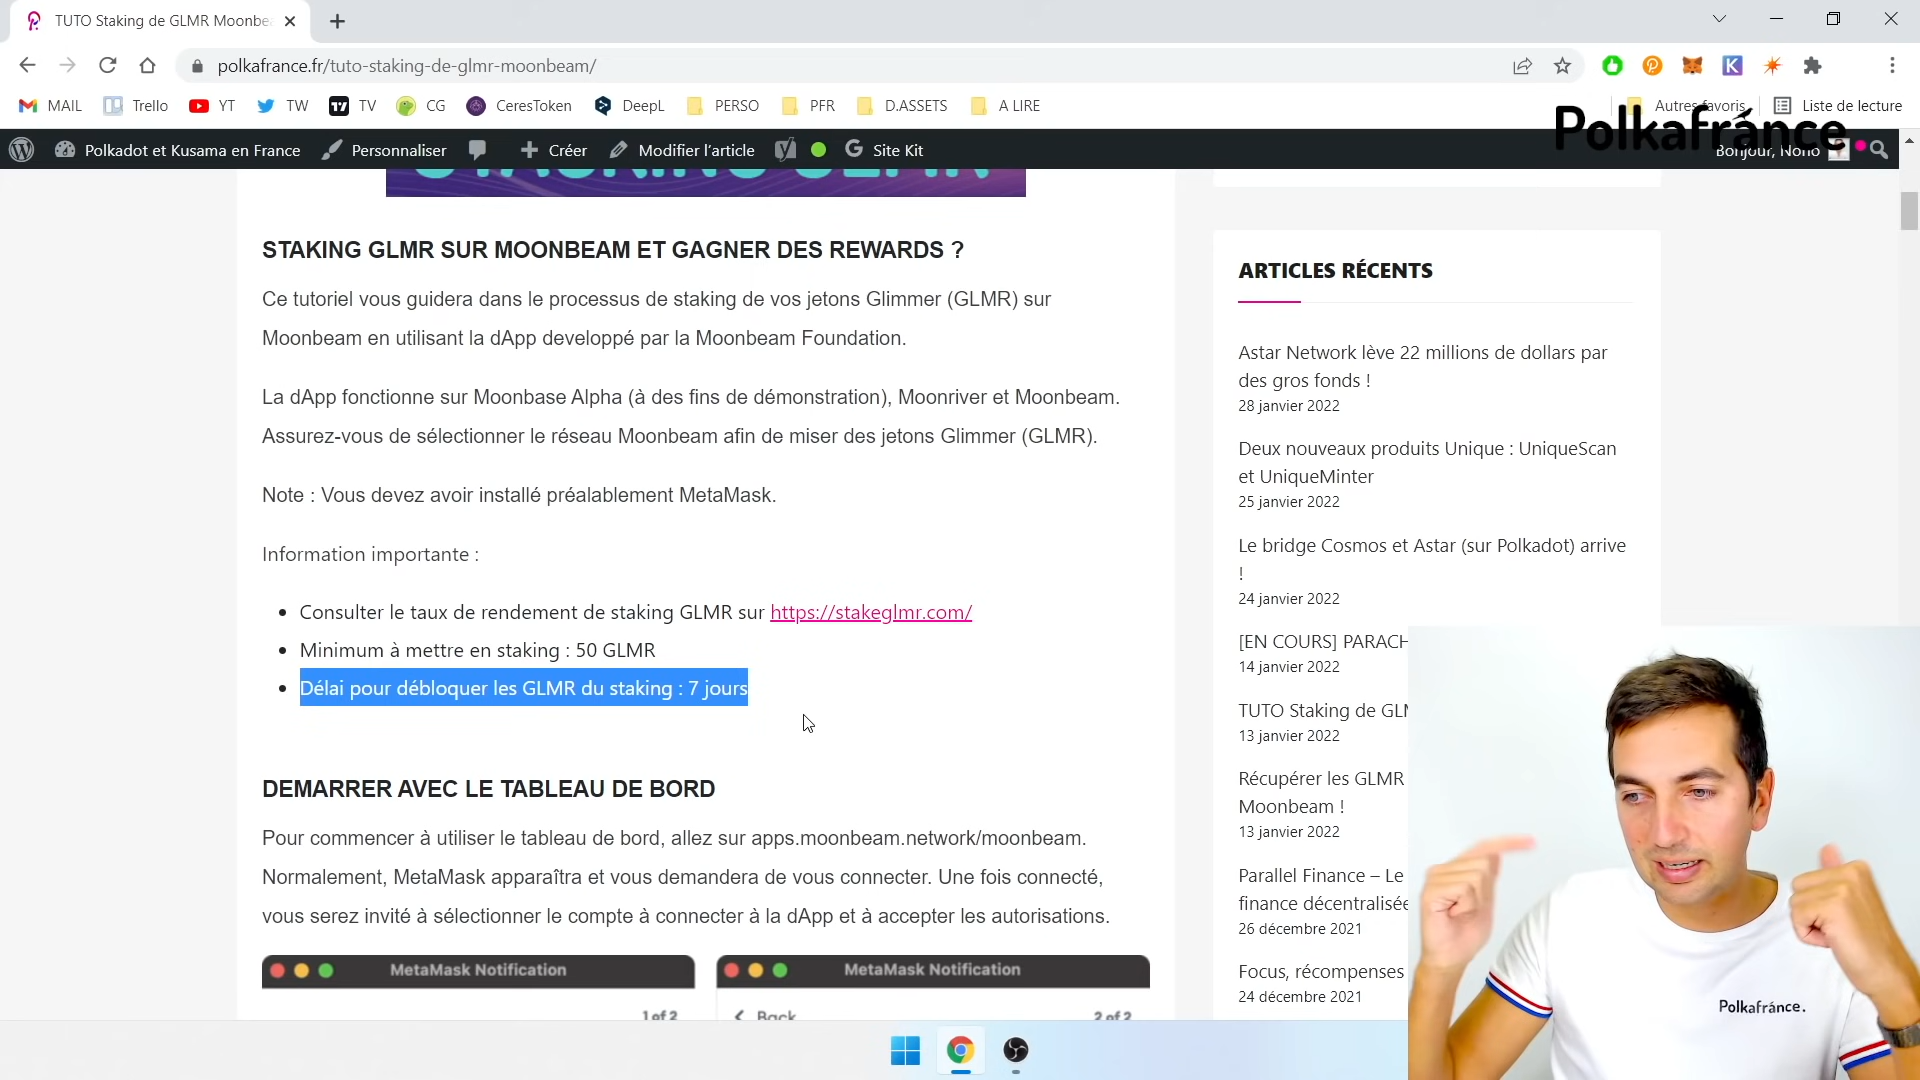 TUTO Staking de GLMR Moonbe
polkafrance.fr/tuto-staking-de-glmr-moonbeam/
MAIL
Trello
YT
TW
TV
CG
CeresToken
DeepL
PERSO
PFR
D.ASSETS
A LIRE
Autres favoris
Liste de lecture
Polkafránce
Polkadot et Kusama en France
Personnaliser
Créer
Modifier l'article
Site Kit
Bonjour, Nono
STAKING GLMR SUR MOONBEAM ET GAGNER DES REWARDS ?
Ce tutoriel vous guidera dans le processus de staking de vos jetons Glimmer (GLMR) sur
Moonbeam en utilisant la dApp developpé par la Moonbeam Foundation.
La dApp fonctionne sur Moonbase Alpha (à des fins de démonstration), Moonriver et Moonbeam.
Assurez-vous de sélectionner le réseau Moonbeam afin de miser des jetons Glimmer (GLMR).
Note : Vous devez avoir installé préalablement MetaMask.
Information importante :
Consulter le taux de rendement de staking GLMR sur https://stakeglmr.com/
Minimum à mettre en staking : 50 GLMR
Délai pour débloquer les GLMR du staking : 7 jours
DEMARRER AVEC LE TABLEAU DE BORD
Pour commencer à utiliser le tableau de bord, allez sur apps.moonbeam.network/moonbeam.
Normalement, MetaMask apparaîtra et vous demandera de vous connecter. Une fois connecté,
vous serez invité à sélectionner le compte à connecter à la dApp et à accepter les autorisations.
MetaMask Notification
1 of 2
MetaMask Notification
Back
2 of 2
ARTICLES RÉCENTS
Astar Network lève 22 millions de dollars par
des gros fonds !
28 janvier 2022
Deux nouveaux produits Unique : UniqueScan
et UniqueMinter
25 janvier 2022
Le bridge Cosmos et Astar (sur Polkadot) arrive
!
24 janvier 2022
[EN COURS] PARACH
14 janvier 2022
TUTO Staking de GLM
13 janvier 2022
Récupérer les GLMR
Moonbeam !
13 janvier 2022
Parallel Finance – Le
finance décentralisée
26 décembre 2021
Focus, récompenses
24 décembre 2021
Polkafránce.